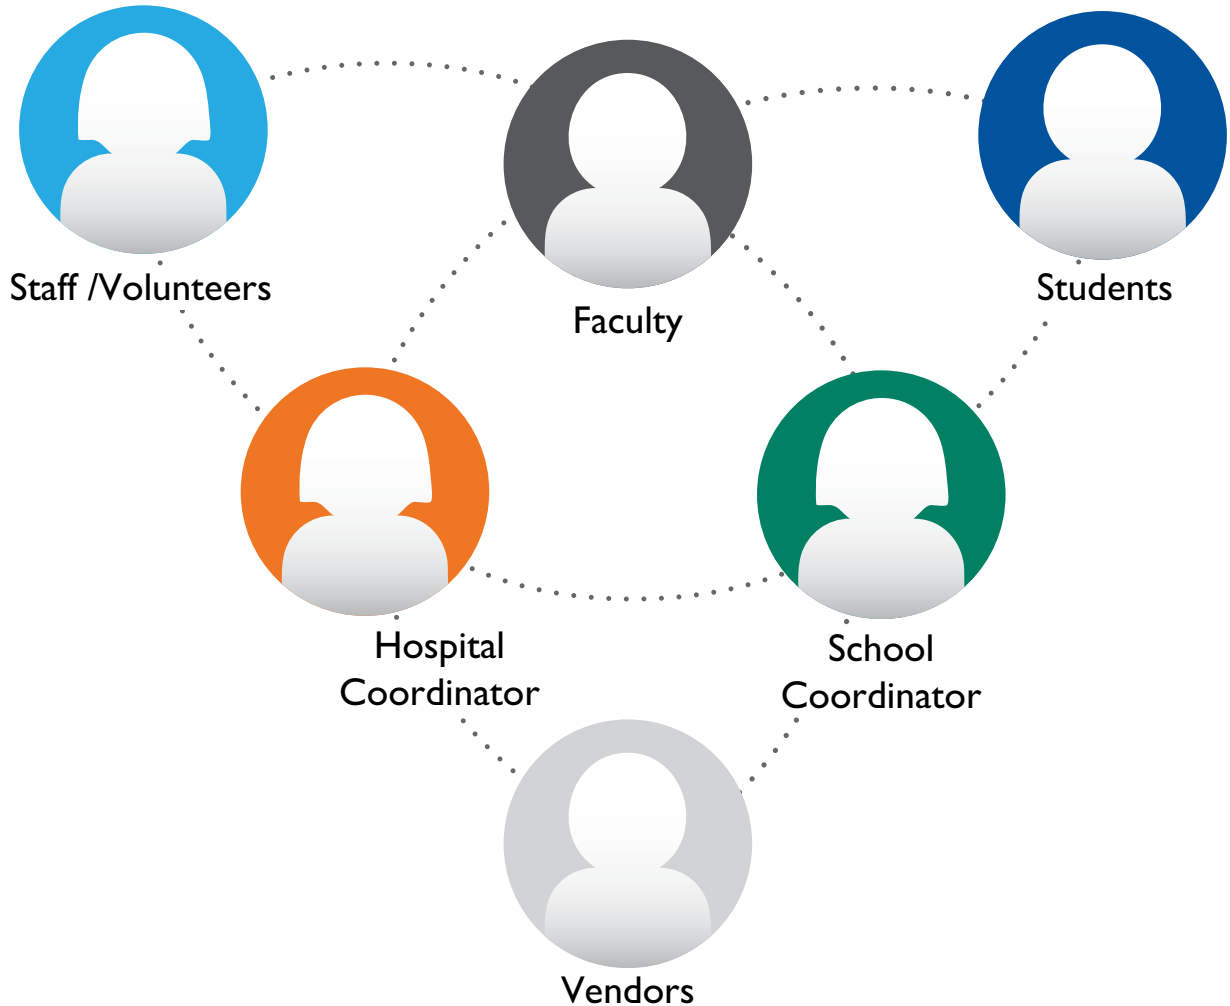 Staff /Volunteers
Faculty
Students
Hospital
Coordinator
School
Coordinator
Vendors